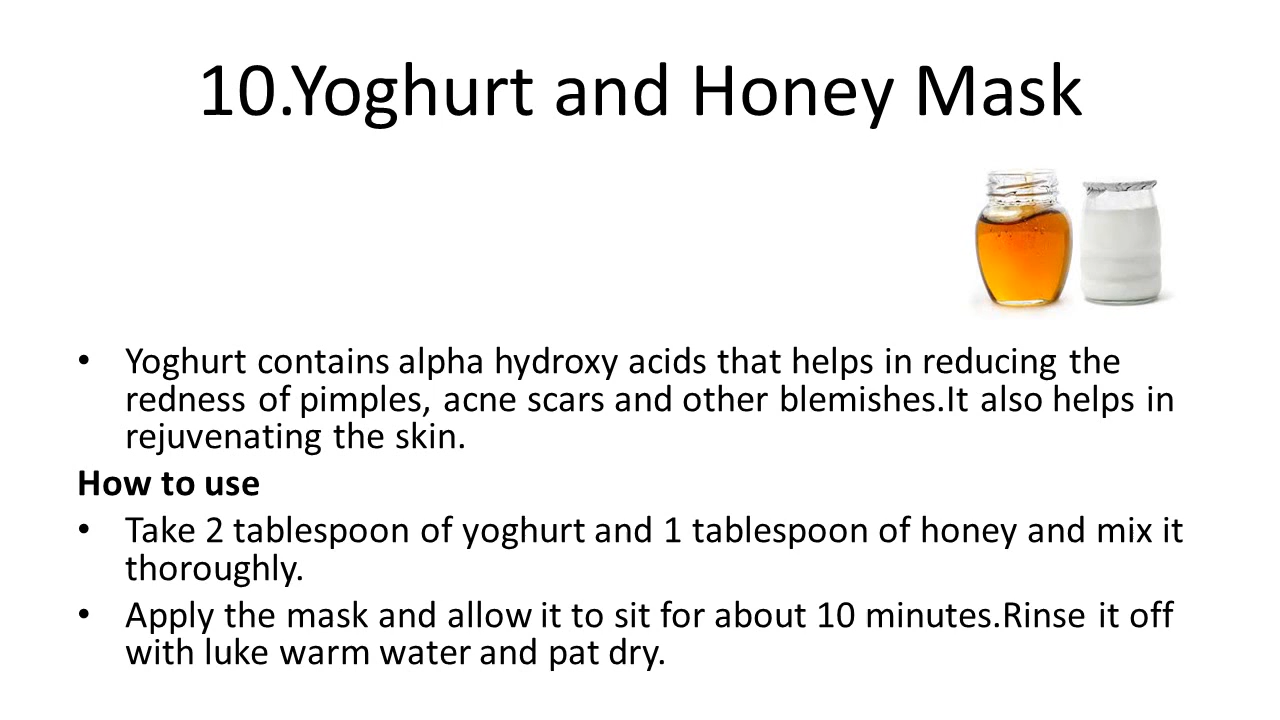 10.Yoghurt and Honey Mask
• Yoghurt contains alpha hydroxy acids that helps in reducing the
redness of pimples, acne scars and other blemishes.It also helps in
rejuvenating the skin.
How to use
• Take 2 tablespoon of yoghurt and 1 tablespoon of honey and mix it
thoroughly.
• Apply the mask and allow it to sit for about 10 minutes.Rinse it off
with luke warm water and pat dry.